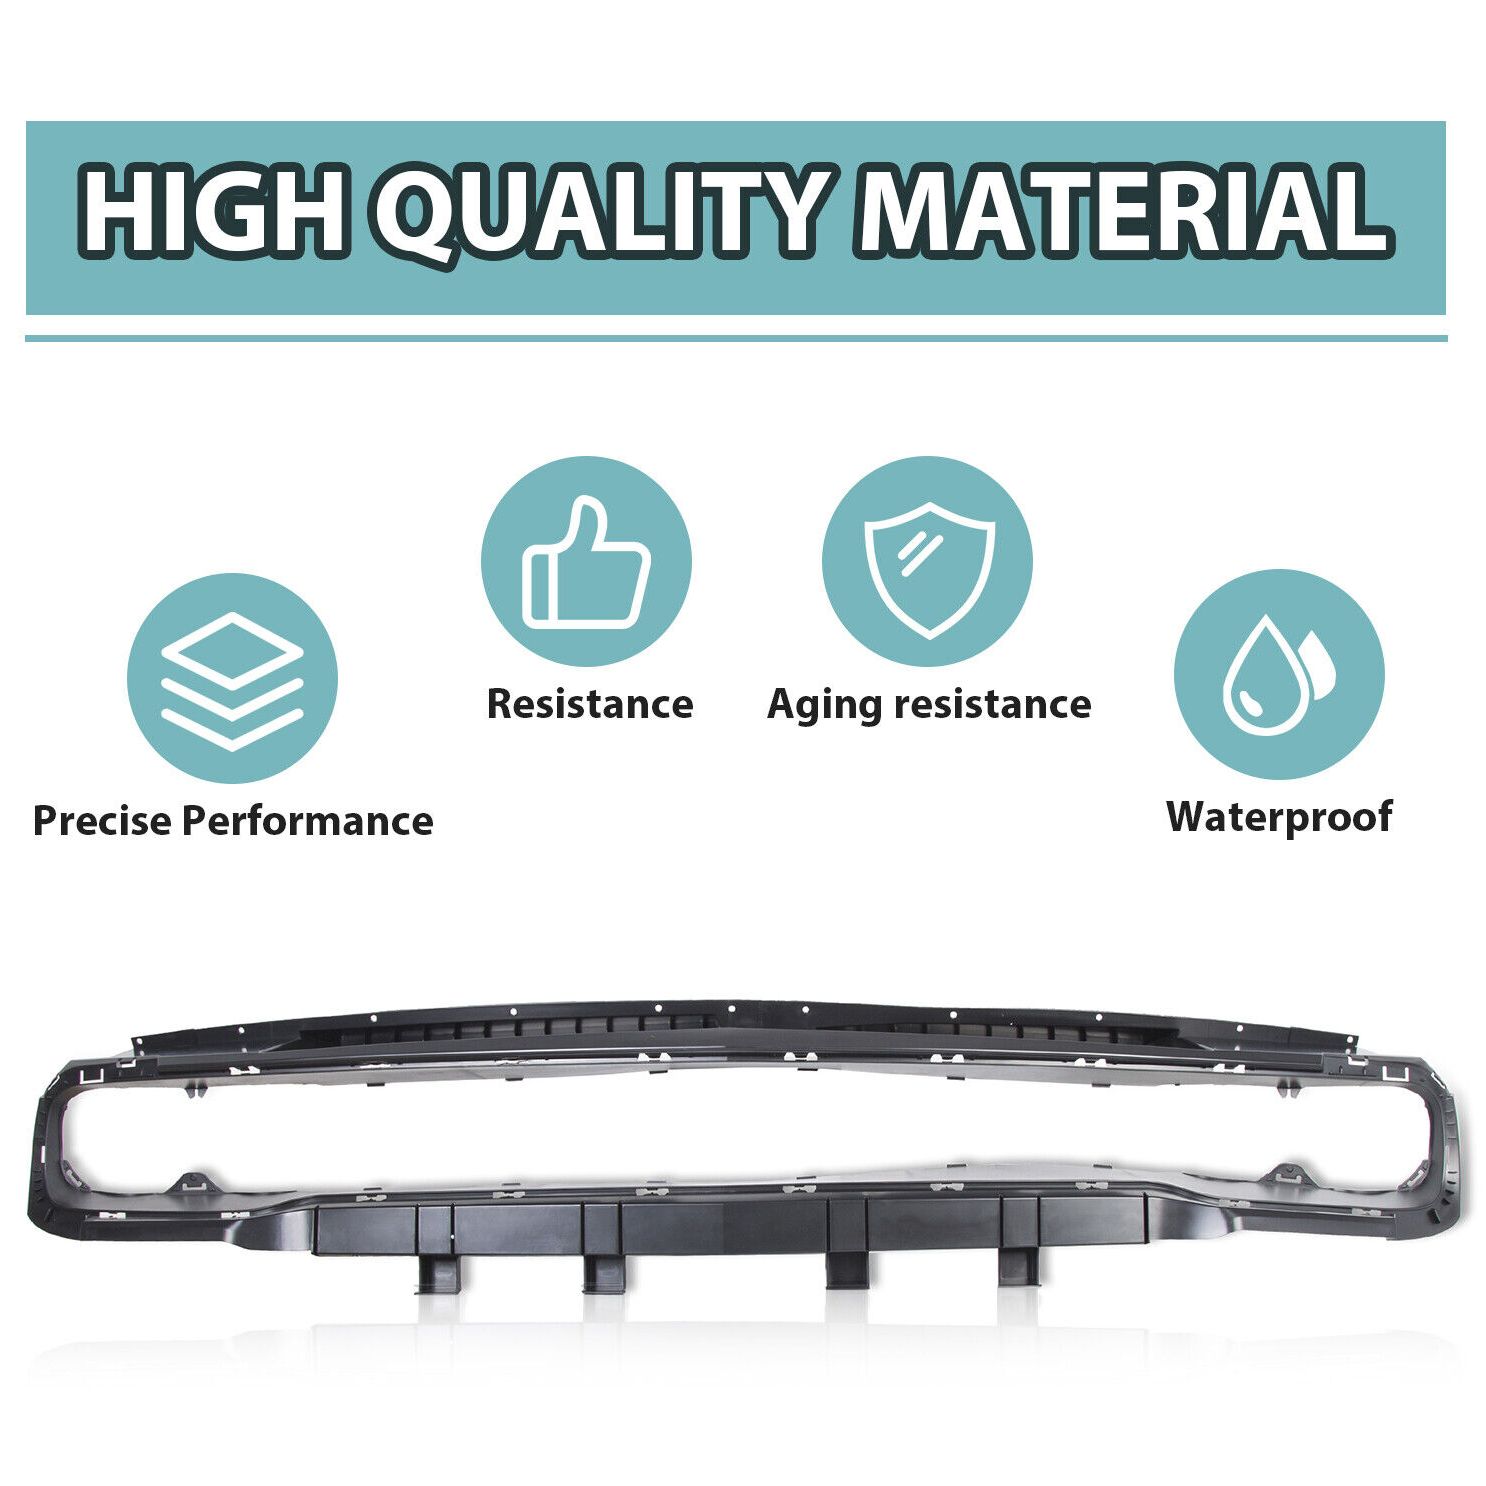 HIGH QUALITY MATERIAL
Resistance
Aging resistance
Precise Performance
Waterproof